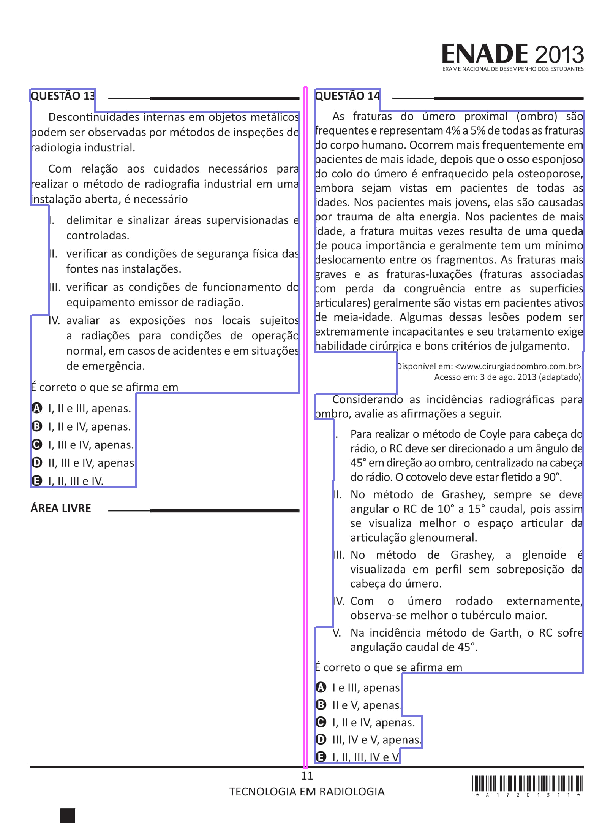 ENADE 2013
EXAME NACIONAL DE DESEMPENHO DOS ESTUDANTES
QUESTÃO 13
Descontinuidades internas em objetos metálicos
podem ser observadas por métodos de inspeções de
radiologia industrial.
Com relação aos cuidados necessários para
realizar o método de radiografia industrial em uma
instalação aberta, é necessário
I. delimitar e sinalizar áreas supervisionadas e
controladas.
II. verificar as condições de segurança física das
fontes nas instalações.
III. verificar as condições de funcionamento do
equipamento emissor de radiação.
IV. avaliar as exposições nos locais sujeitos
a radiações para condições de operação
normal, em casos de acidentes e em situações
de emergência.
É correto o que se afirma em
A I, II e III, apenas.
B I, II e IV, apenas.
C I, III e IV, apenas.
D II, III e IV, apenas
E I, II, III e IV.
ÁREA LIVRE
QUESTÃO 14
As fraturas do úmero proximal (ombro) são
frequentes e representam 4% a 5% de todas as fraturas
do corpo humano. Ocorrem mais frequentemente em
pacientes de mais idade, depois que o osso esponjoso
do colo do úmero é enfraquecido pela osteoporose,
embora sejam vistas em pacientes de todas as
idades. Nos pacientes mais jovens, elas são causadas
por trauma de alta energia. Nos pacientes de mais
idade, a fratura muitas vezes resulta de uma queda
de pouca importância e geralmente tem um mínimo
deslocamento entre os fragmentos. As fraturas mais
graves e as fraturas-luxações (fraturas associadas
com perda da congruência entre as superfícies
articulares) geralmente são vistas em pacientes ativos
de meia-idade. Algumas dessas lesões podem ser
extremamente incapacitantes e seu tratamento exige
habilidade cirúrgica e bons critérios de julgamento.
Disponível em: <www.cirurgiadoombro.com.br>
Acesso em: 3 de ago. 2013 (adaptado)
Considerando as incidências radiográficas para
ombro, avalie as afirmações a seguir.
I. Para realizar o método de Coyle para cabeça do
rádio, o RC deve ser direcionado a um ângulo de
45° em direção ao ombro, centralizado na cabeça
do rádio. O cotovelo deve estar fletido a 90°.
II. No método de Grashey, sempre se deve
angular o RC de 10° a 15° caudal, pois assim
se visualiza melhor o espaço articular da
articulação glenoumeral.
III. No método de Grashey, a glenoide é
visualizada em perfil sem sobreposição da
cabeça do úmero.
IV. Com o úmero rodado externamente,
observa-se melhor o tubérculo maior.
V. Na incidência método de Garth, o RC sofre
angulação caudal de 45°.
É correto o que se afirma em
A I e III, apenas
B II e V, apenas.
C I, II e IV, apenas.
D III, IV e V, apenas.
E I, II, III, IV e V
11
TECNOLOGIA EM RADIOLOGIA